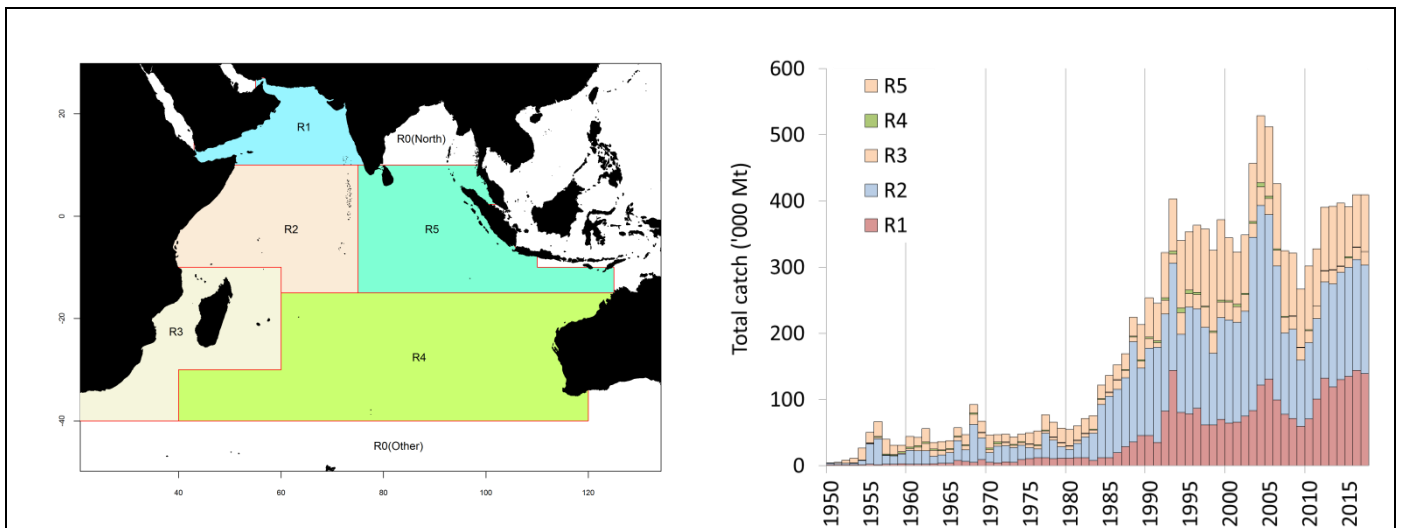 R1
R0(North)
R2
R5
R3
R4
R0(Other)
20
0
-20
-40
40
60
80
100
120
Total catch ('000 Mt)
600
500
400
300
200
100
0
R5
R4
R3
R2
R1
1950
1955
1960
1965
1970
1975
1980
1985
1990
1995
2000
2005
2010
2015